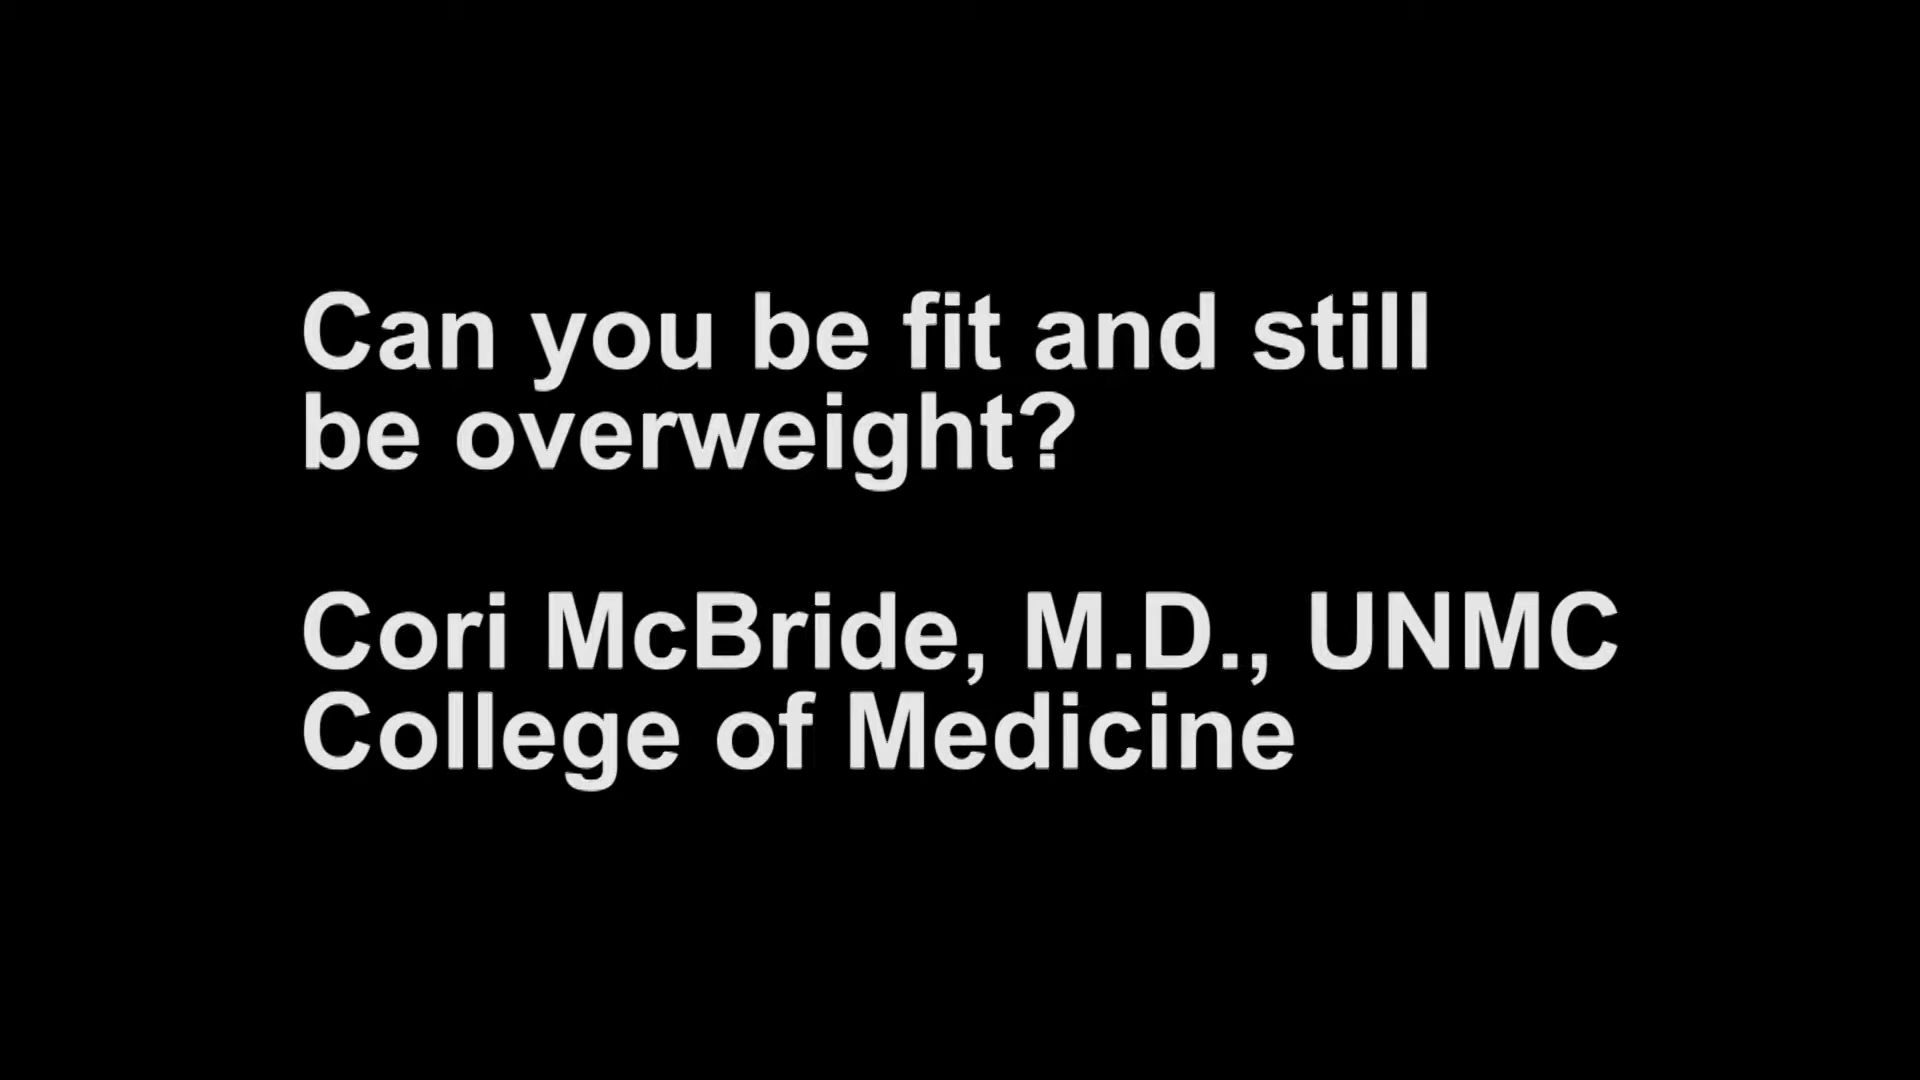 Can you be fit and still
be overweight?
Cori McBride, M.D., UNMC
College of Medicine